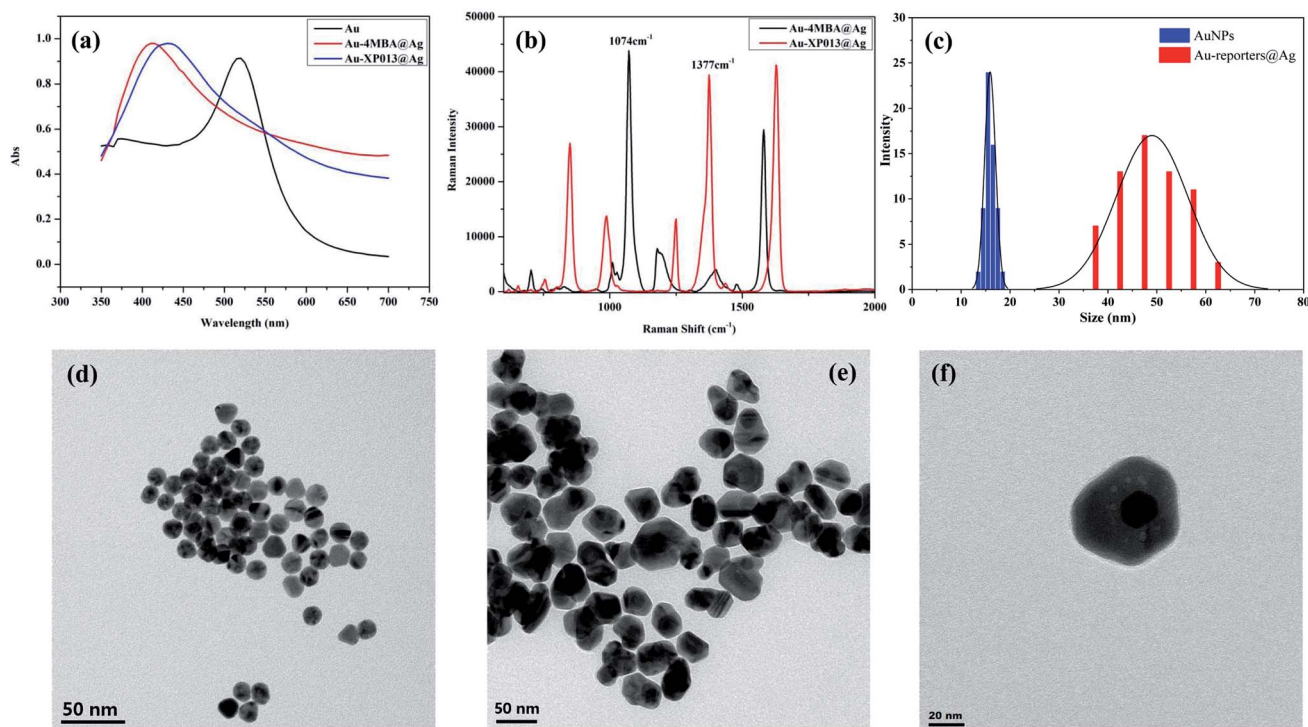 (a)
Au
Au-4MBA@Ag
Au-XP013@Ag
1.0
0.8
0.6
0.4
0.2
0.0
Abs
300 350 400 450 500 550 600 650 700 750
Wavelength (nm)
(b)
Au-4MBA@Ag
Au-XP013@Ag
1074cm-1
1377cm-1
50000
40000
30000
20000
10000
0
Raman Intensity
1000 1500 2000
Raman Shift (cm-1)
(c)
AuNPs
Au-reporters@Ag
30
25
20
15
10
5
0
Intensity
0 10 20 30 40 50 60 70 80
Size (nm)
(d)
50 nm
(e)
50 nm
(f)
20 nm